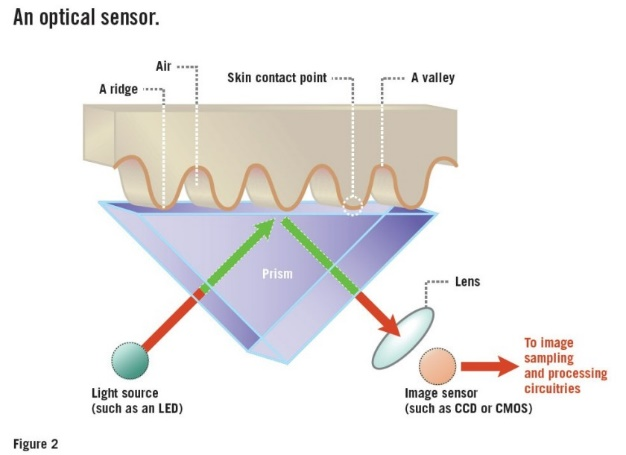 An optical sensor.
Air
A ridge
Skin contact point
A valley
Prism
Lens
To image
sampling
and processing
circuitries
Light source
(such as an LED)
Image sensor
(such as CCD or CMOS)
Figure 2